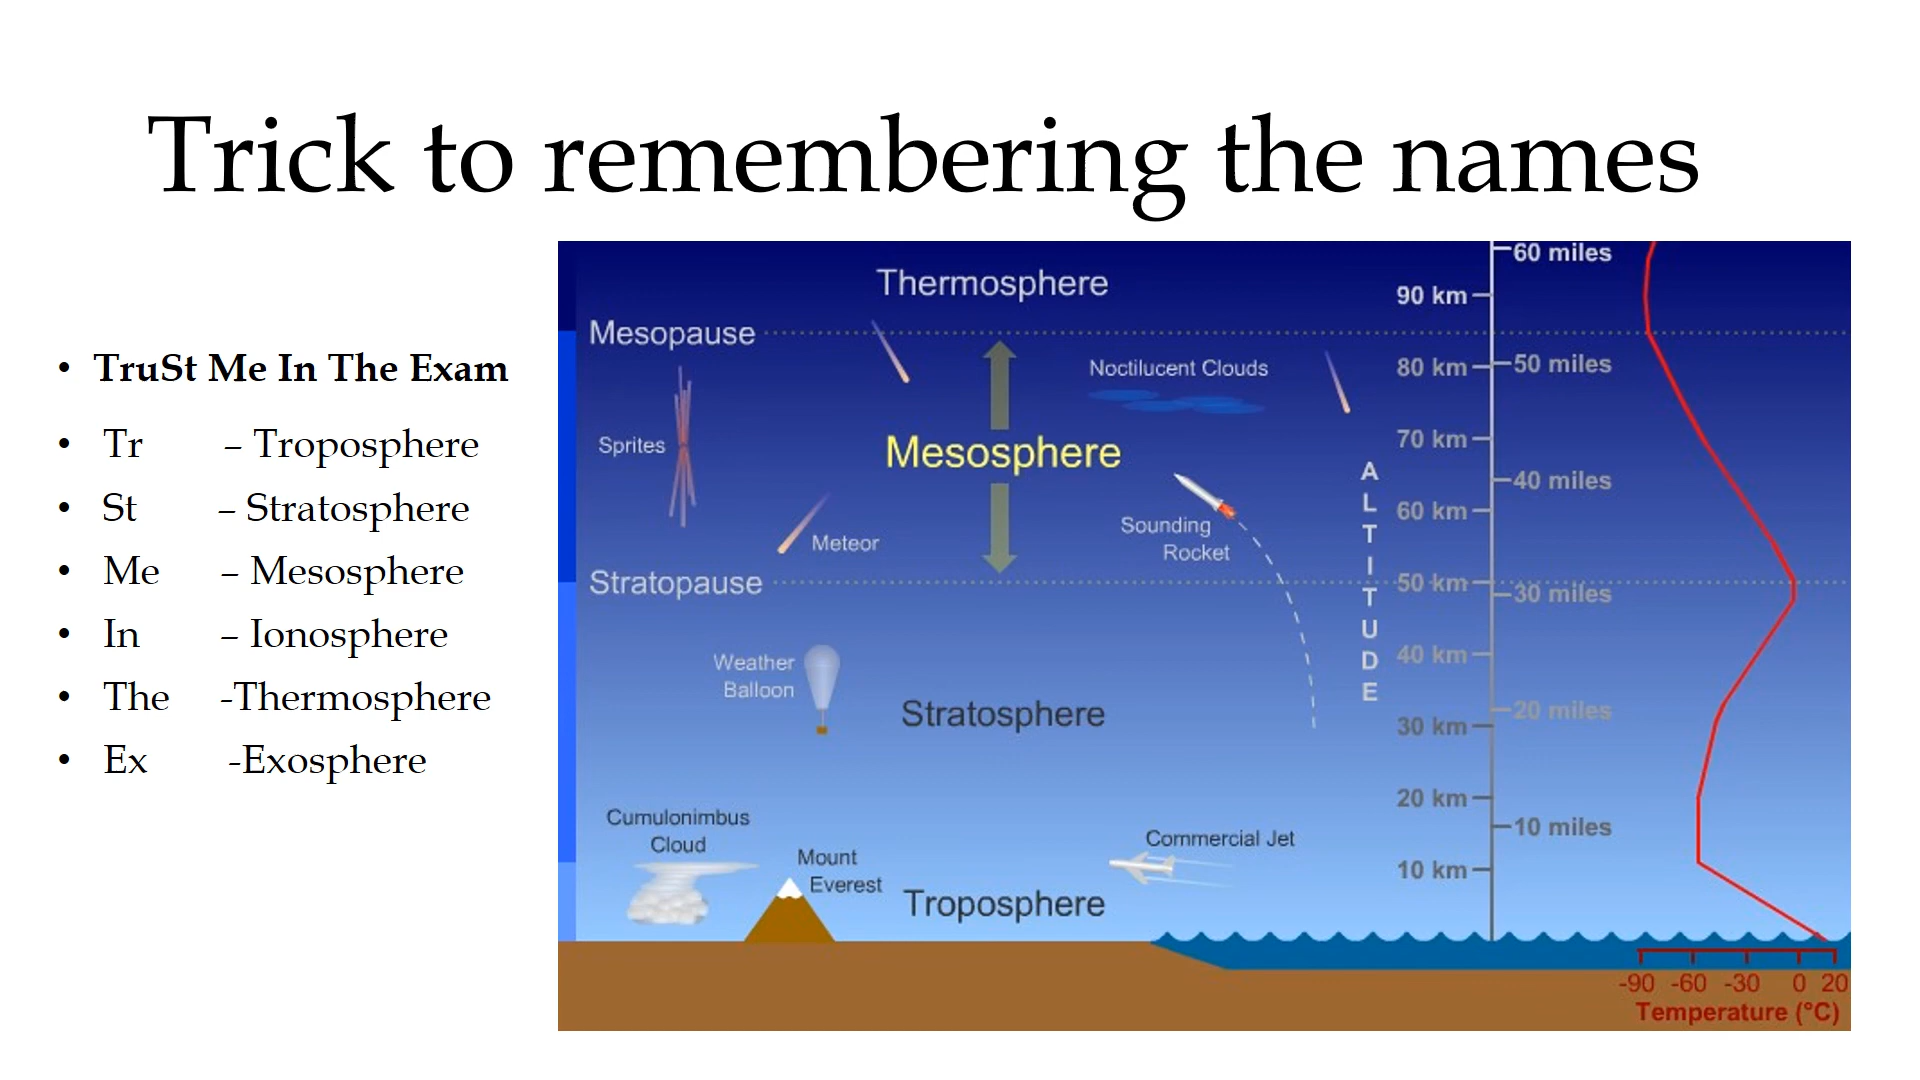 Trick to remembering the names
• TruSt Me In The Exam
• Tr – Troposphere
• St – Stratosphere
• Me – Mesosphere
• In – Ionosphere
• The -Thermosphere
• Ex -Exosphere
Thermosphere
Mesopause
Noctilucent Clouds
Sprites
Mesosphere
Meteor
Sounding
Rocket
Stratopause
Weather
Balloon
Stratosphere
Cumulonimbus
Cloud
Mount
Everest
Commercial Jet
Troposphere
ALTITUDE
90 km
80 km
70 km
60 km
50 km
40 km
30 km
20 km
10 km
60 miles
50 miles
40 miles
30 miles
20 miles
10 miles
-90 -60 -30 0 20
Temperature (°C)